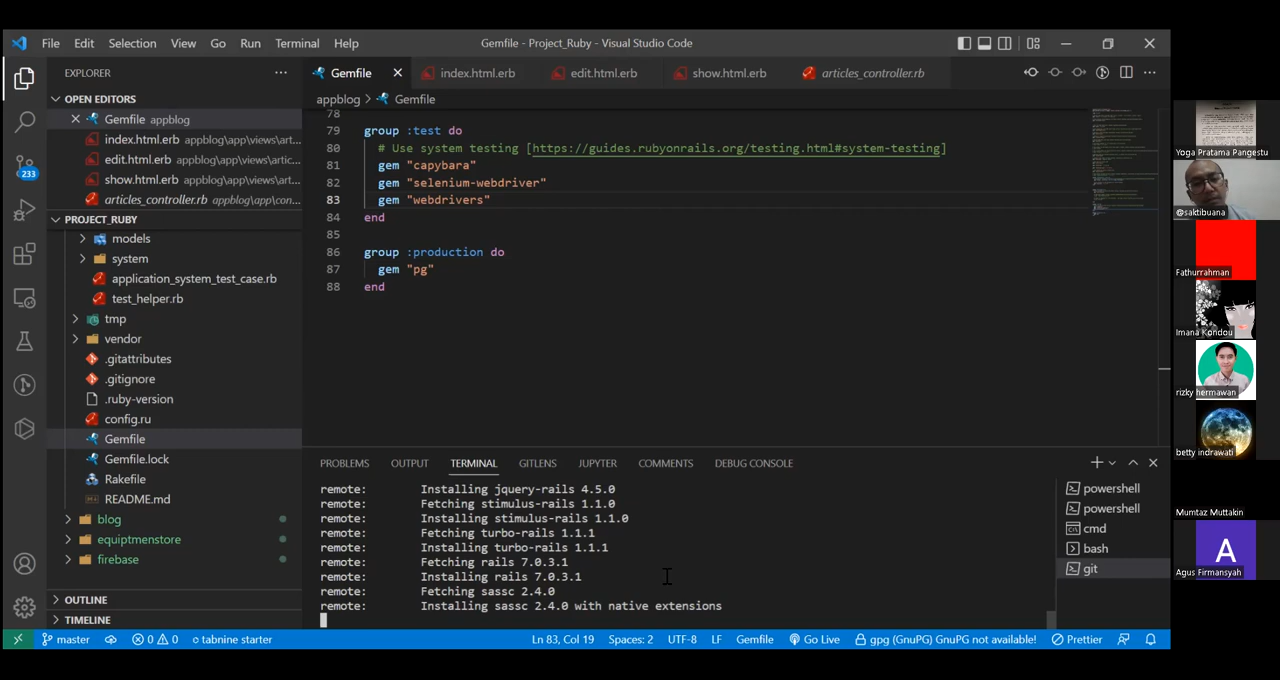 File Edit Selection View Go Run Terminal Help
Gemfile - Project_Ruby - Visual Studio Code
EXPLORER
Gemfile
index.html.erb
edit.html.erb
show.html.erb
articles_controller.rb
OPEN EDITORS
Gemfile appblog
index.html.erb appblog\app\views\art...
edit.html.erb appblog\app\views\artic...
show.html.erb appblog\app\views\art...
articles_controller.rb appblog\app\con...
233
PROJECT_RUBY
models
system
application_system_test_case.rb
test_helper.rb
tmp
vendor
.gitattributes
.gitignore
.ruby-version
config.ru
Gemfile
Gemfile.lock
Rakefile
README.md
blog
equiptmenstore
firebase
OUTLINE
TIMELINE
appblog > Gemfile
78
79 group :test do
80 # Use system testing [https://guides.rubyonrails.org/testing.html#system-testing]
81 gem "capybara"
82 gem "selenium-webdriver"
83 gem "webdrivers"
84 end
85
86 group :production do
87 gem "pg"
88 end
PROBLEMS OUTPUT TERMINAL GITLENS JUPYTER COMMENTS DEBUG CONSOLE
remote: Installing jquery-rails 4.5.0
remote: Fetching stimulus-rails 1.1.0
remote: Installing stimulus-rails 1.1.0
remote: Fetching turbo-rails 1.1.1
remote: Installing turbo-rails 1.1.1
remote: Fetching rails 7.0.3.1
remote: Installing rails 7.0.3.1
remote: Fetching sassc 2.4.0
remote: Installing sassc 2.4.0 with native extensions
powershell
powershell
cmd
bash
git
master 0 0 tabnine starter
Ln 83, Col 19 Spaces: 2 UTF-8 LF Gemfile Go Live gpg (GnuPG) GnuPG not available! Prettier
Yoga Pratama Pangestu
@saktibuana
Fathurrahman
Imana Kondou
rizky hermawan
betty indrawati
Mumtaz Muttakin
A
Agus Firmansyah